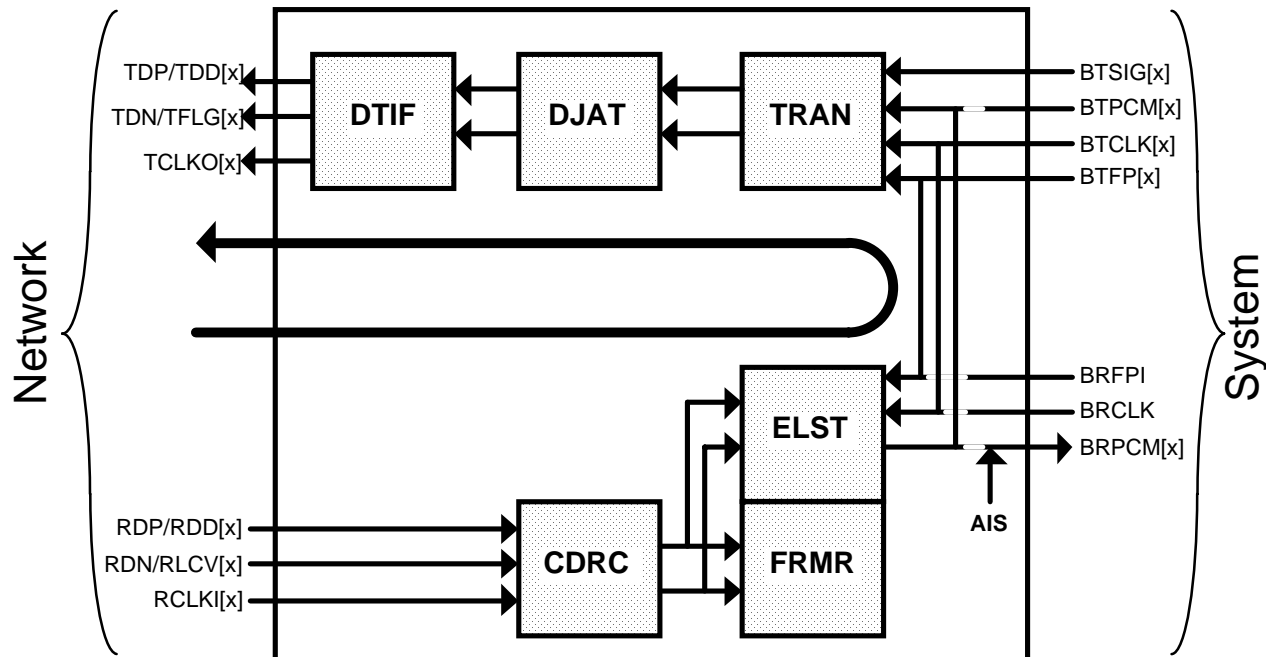 TDP/TDD[x]
TDN/TFLG[x]
TCLKO[x]
DTIF
DJAT
TRAN
BTSIG[x]
BTPCM[x]
BTCLK[x]
BTFP[x]
Network
System
ELST
BRFPI
BRCLK
BRPCM[x]
AIS
RDP/RDD[x]
RDN/RLCV[x]
RCLKI[x]
CDRC
FRMR